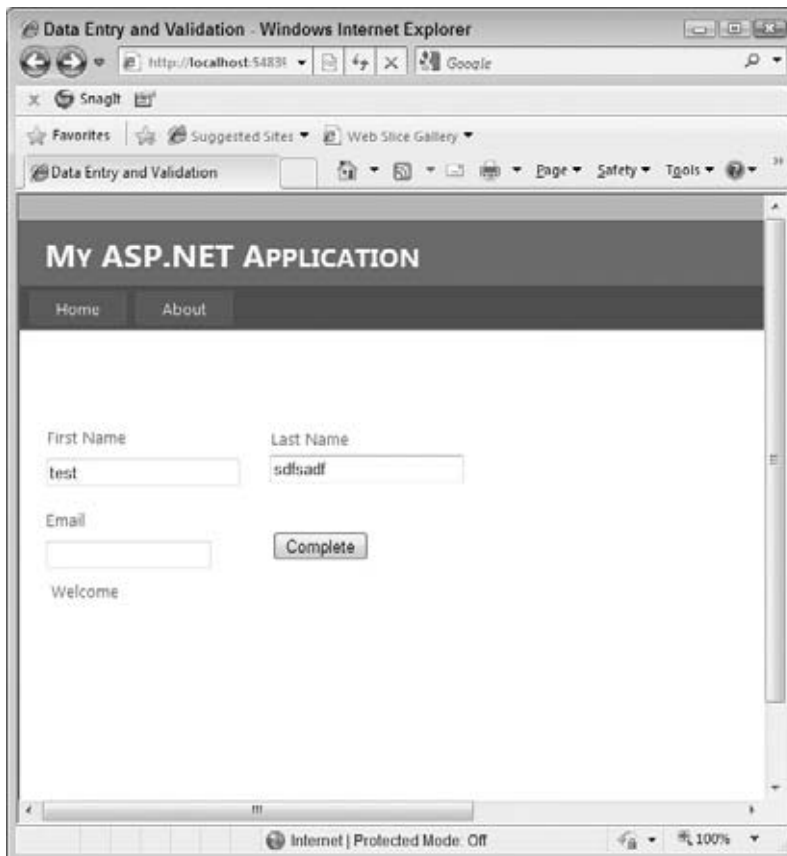 Data Entry and Validation - Windows Internet Explorer
http://localhost:5483 Google
x SnagIt
Favorites Suggested Sites Web Slice Gallery
Data Entry and Validation Page Safety Tools
MY ASP.NET APPLICATION
Home About
First Name Last Name
test sdfsadf
Email
Complete
Welcome
Internet | Protected Mode: Off 100%